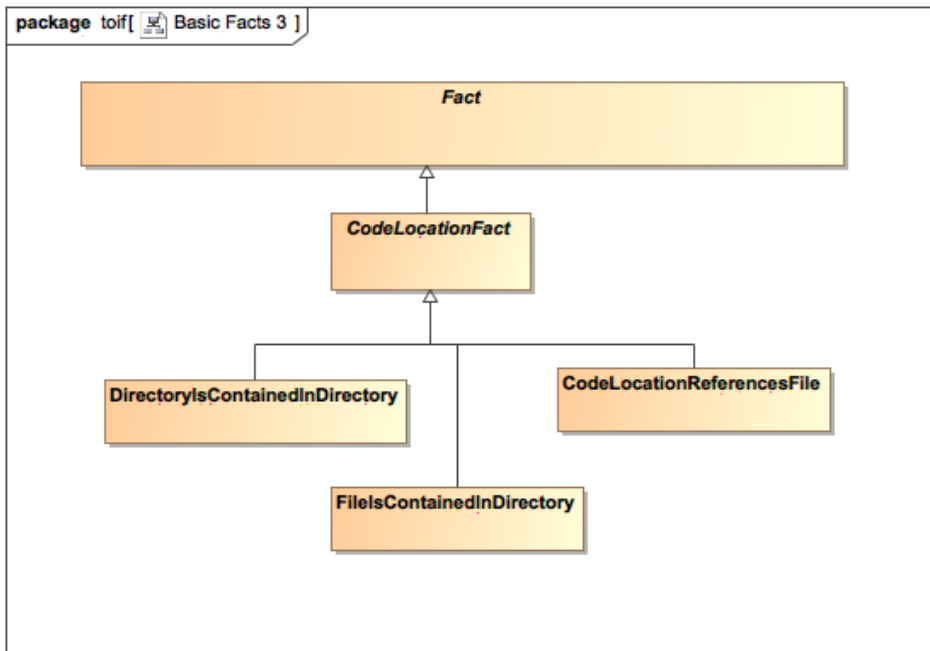 package toif[ Basic Facts 3 ]
Fact
CodeLocationFact
DirectoryIsContainedInDirectory
CodeLocationReferencesFile
FileIsContainedInDirectory